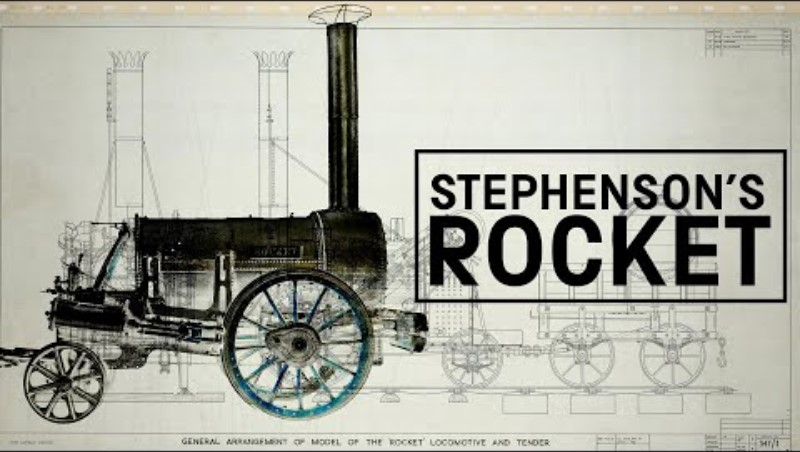 STEPHENSON'S
ROCKET
GENERAL ARRANGEMENT OF MODEL OF THE 'ROCKET' LOCOMOTIVE AND TENDER